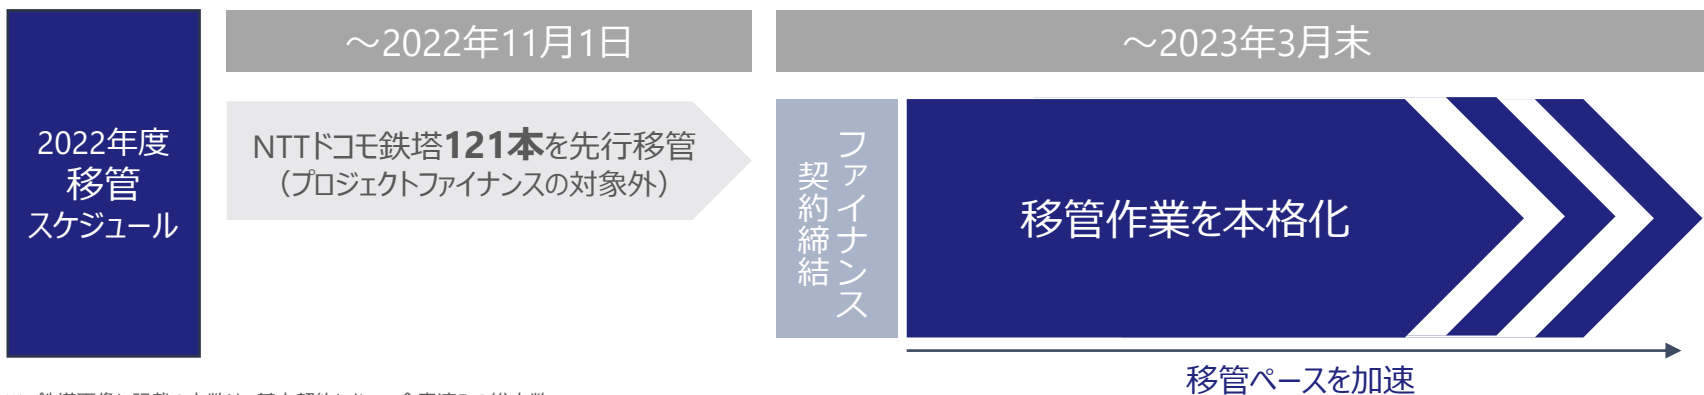 2022年度
移管
スケジュール
～2022年11月1日
NTTドコモ鉄塔121本を先行移管
（プロジェクトファイナンスの対象外）
～2023年3月末
ファイナンス
契約締結
移管作業を本格化
移管ペースを加速